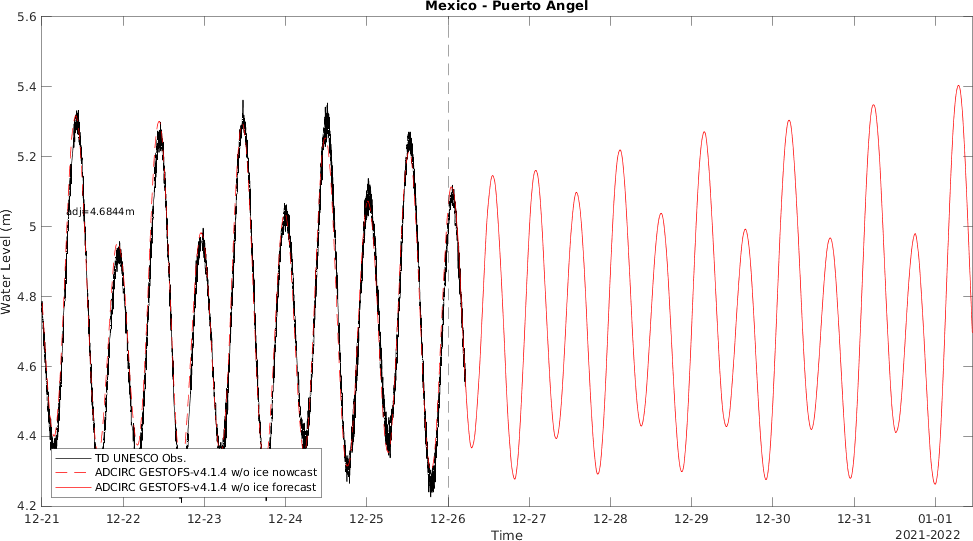 Mexico - Puerto Angel
5.6
5.4
5.2
5
4.8
4.6
4.4
4.2
Water Level (m)
adj=4.6844m
TD UNESCO Obs.
ADCIRC GESTOFS-v4.1.4 w/o ice nowcast
ADCIRC GESTOFS-v4.1.4 w/o ice forecast
12-21 12-22 12-23 12-24 12-25 12-26 12-27 12-28 12-29 12-30 12-31 01-01
Time
2021-2022